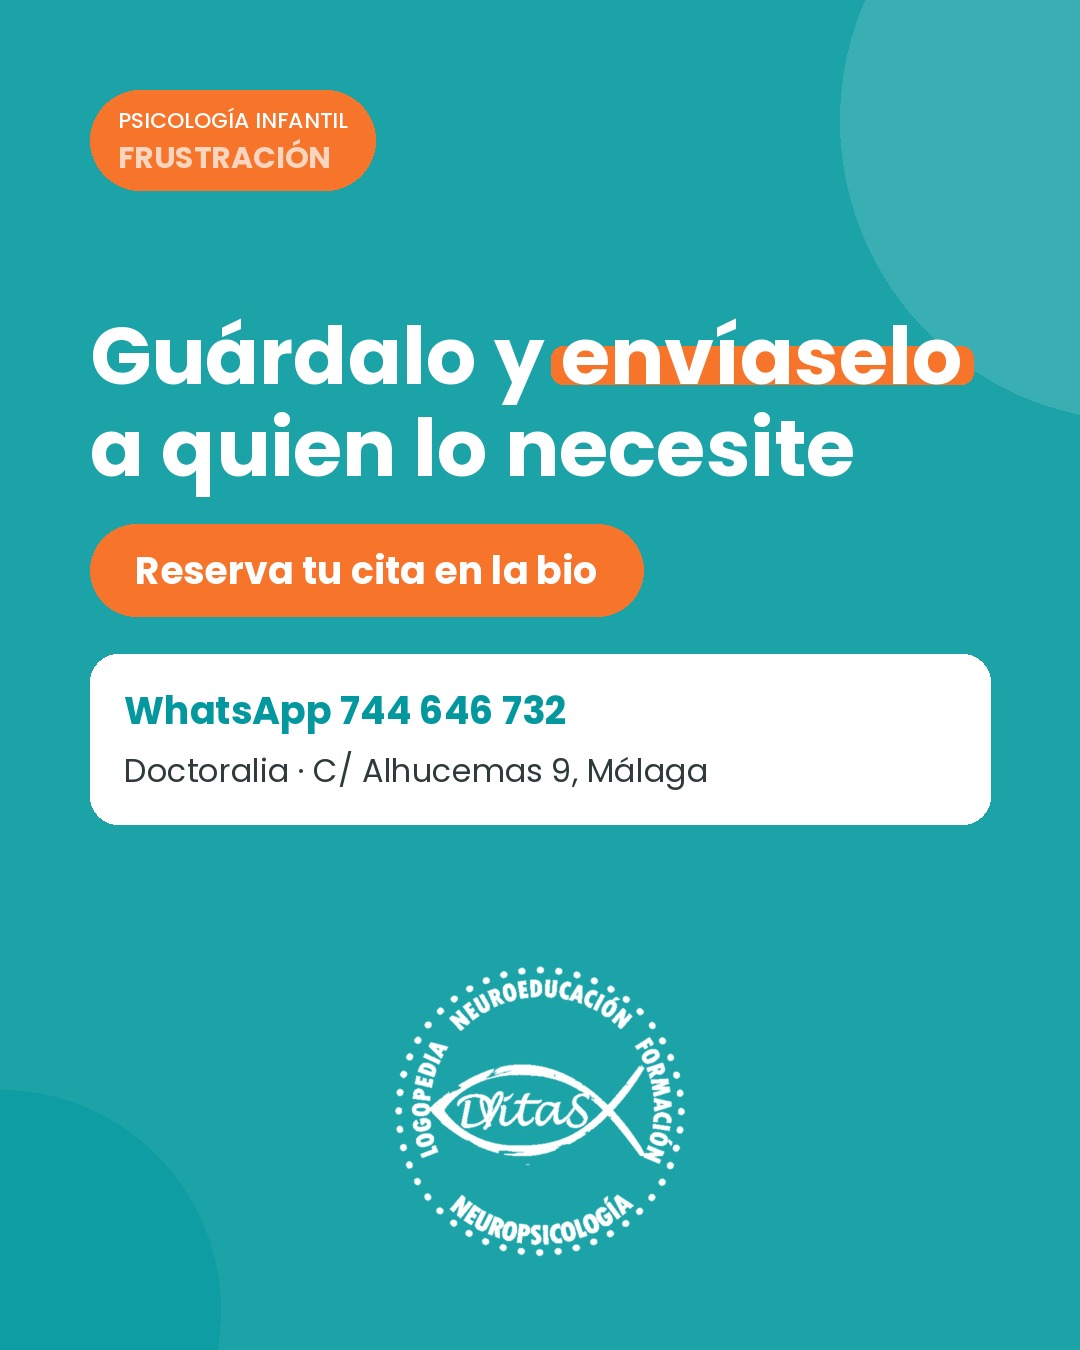 PSICOLOGÍA INFANTIL
FRUSTRACIÓN
Guárdalo y envíaselo
a quien lo necesite
Reserva tu cita en la bio
WhatsApp 744 646 732
Doctoralia · C/ Alhucemas 9, Málaga
LOGOPEDIA
NEUROEDUCACIÓN
FORMACIÓN
NEUROPSICOLOGÍA